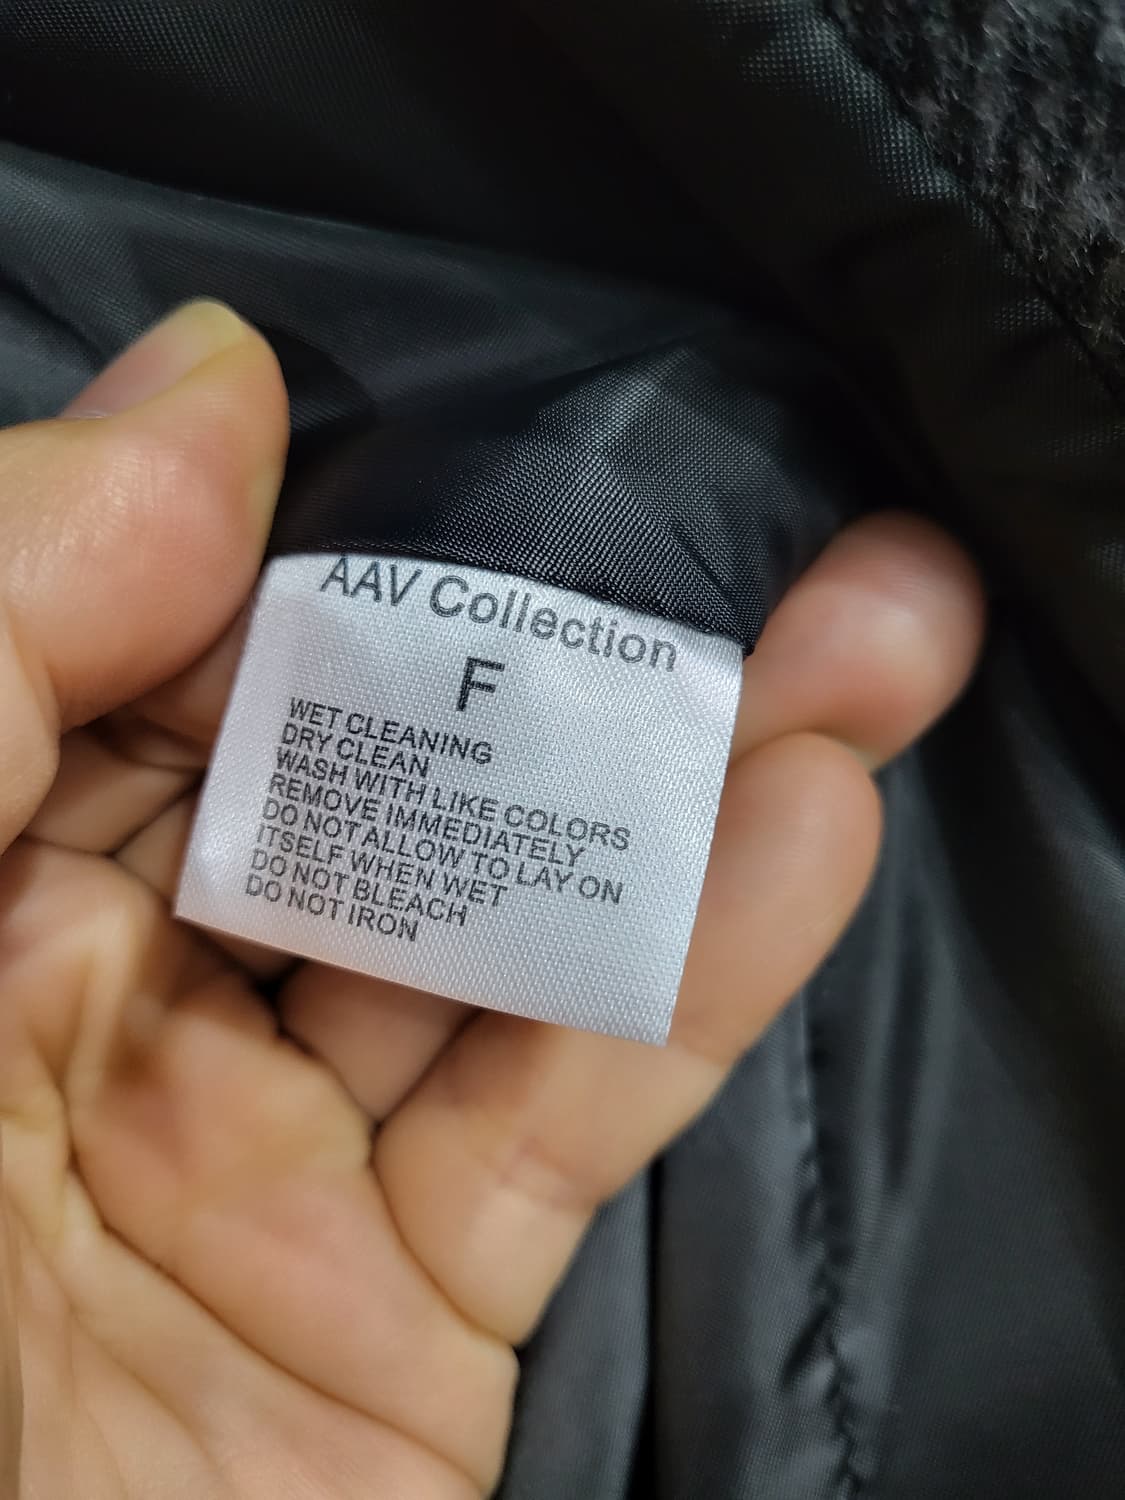 AAV Collection
F
WET CLEANING
DRY CLEAN
WASH WITH LIKE COLORS
REMOVE IMMEDIATELY
DO NOT ALLOW TO LAY ON
ITSELF WHEN WET
DO NOT BLEACH
DO NOT IRON